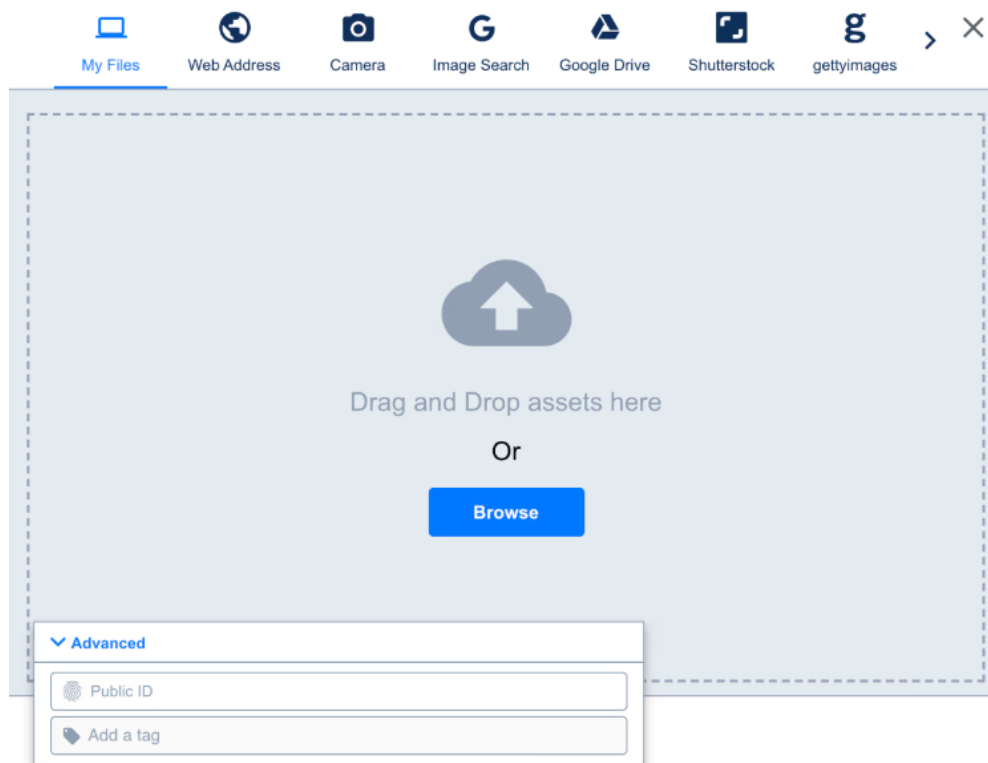 My Files
Web Address
Camera
Image Search
Google Drive
Shutterstock
gettyimages
Drag and Drop assets here
Or
Browse
Advanced
Public ID
Add a tag